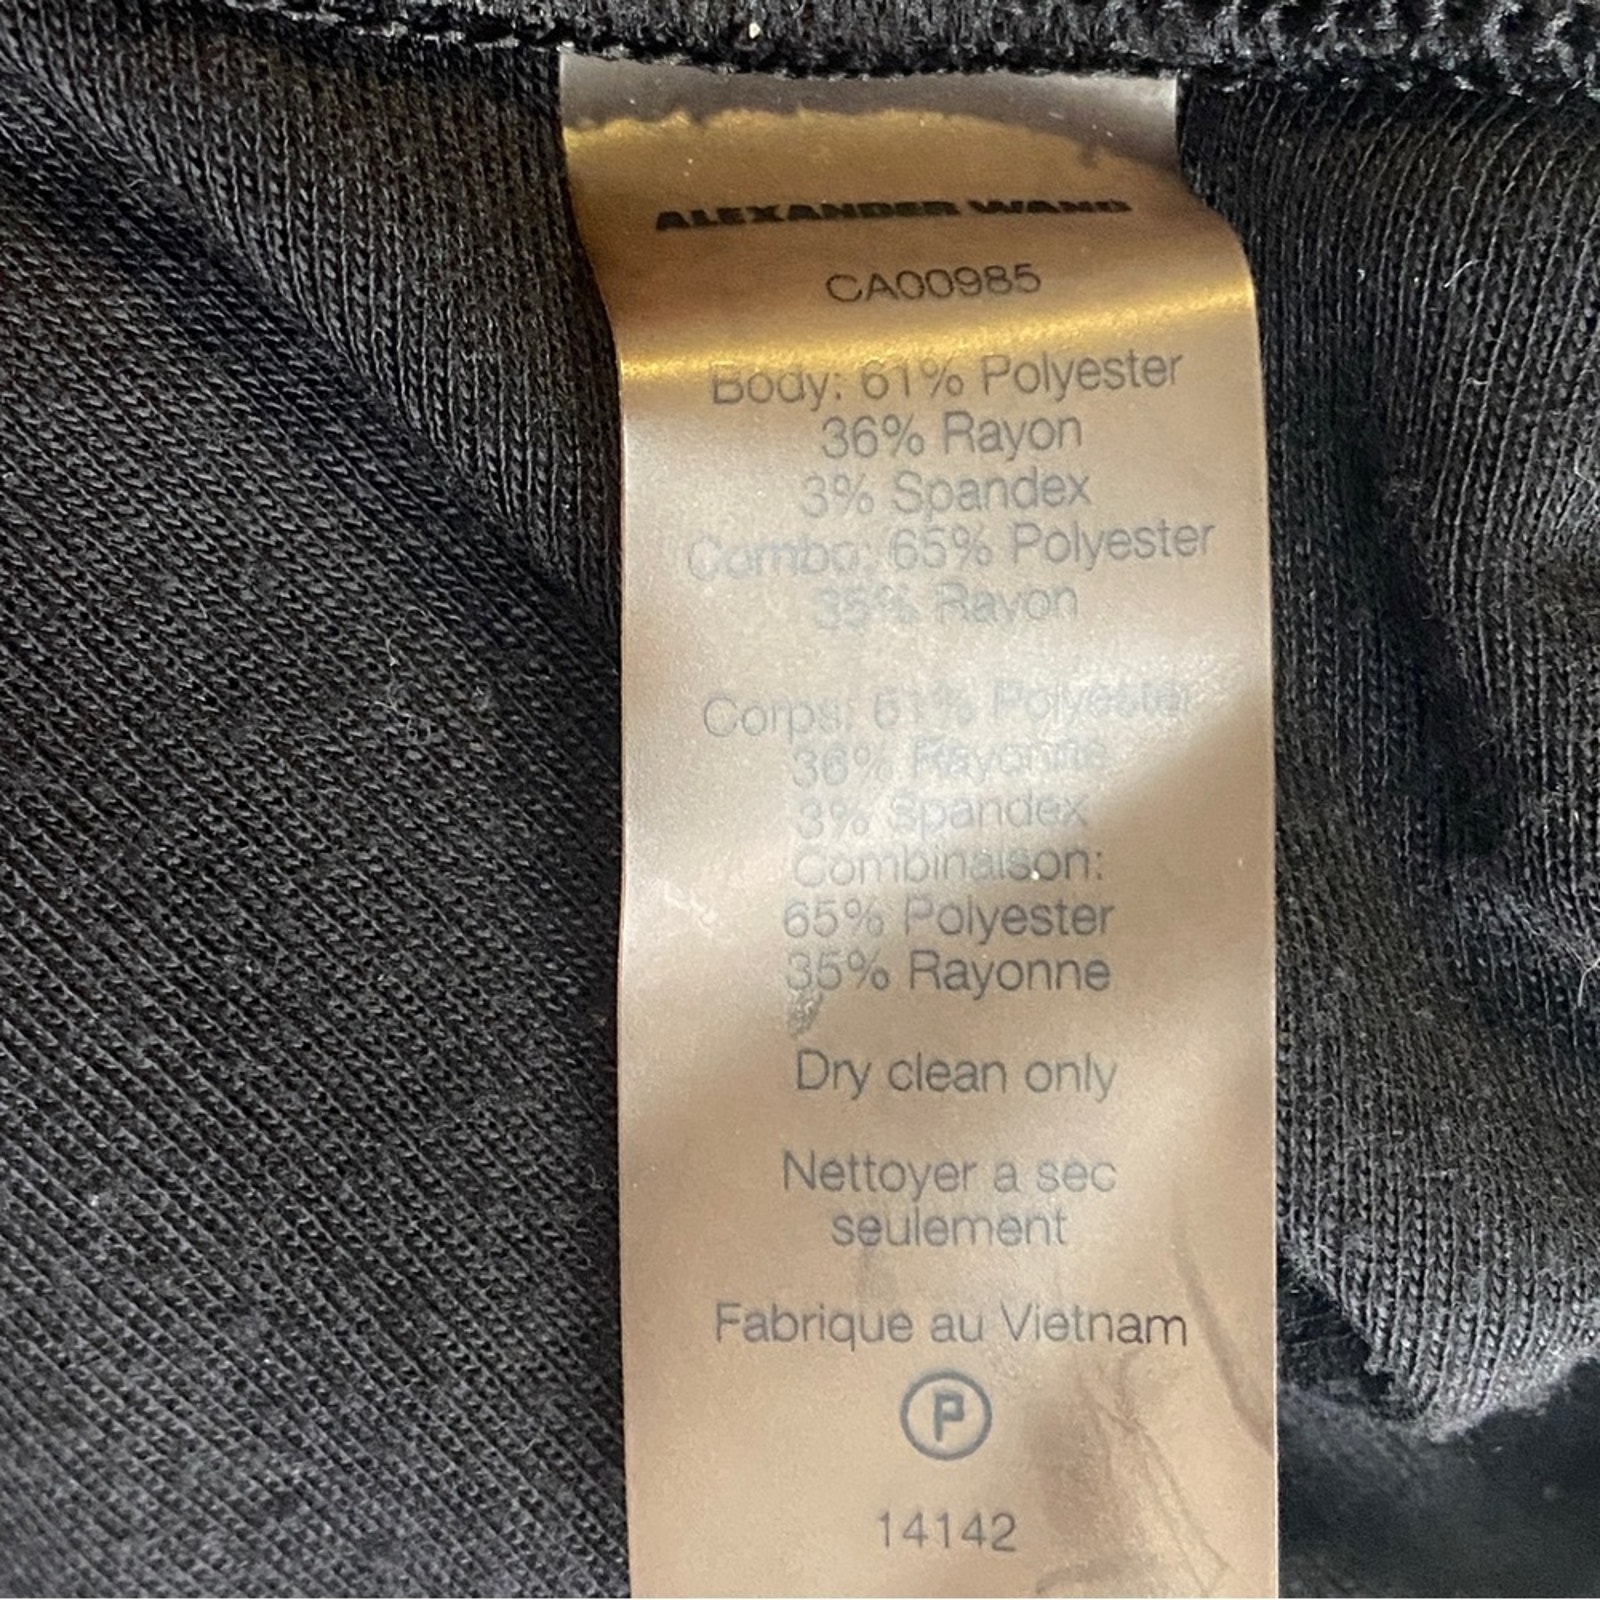 ALEXANDER WANG
CA00985
Body: 61% Polyester
36% Rayon
3% Spandex
Combo: 65% Polyester
35% Rayon
Corps: 61% Polyester
36% Rayonne
3% Spandex
Combinaison:
65% Polyester
35% Rayonne
Dry clean only
Nettoyer a sec
seulement
Fabrique au Vietnam
P
14142